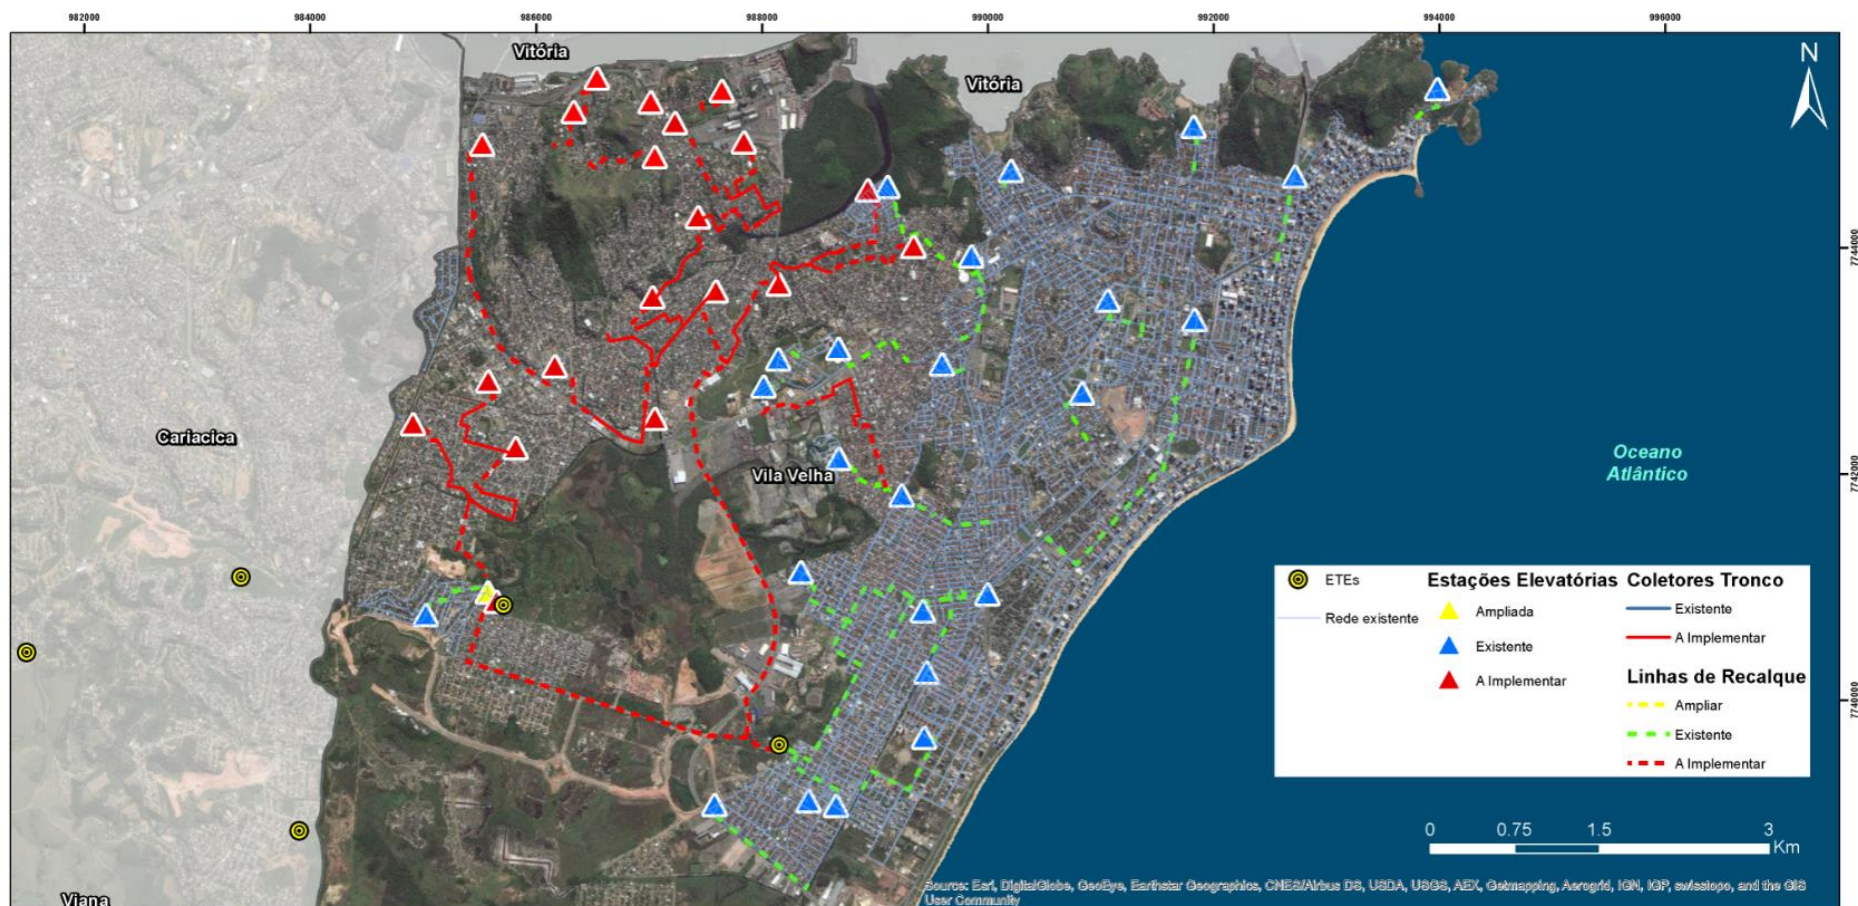 982000
984000
986000
988000
990000
992000
994000
996000
Vitória
Vitória
N
7744000
Cariacica
Vila Velha
Oceano
Atlântico
7742000
ETEs
Rede existente
Estações Elevatórias
Ampliada
Existente
A Implementar
Coletores Tronco
Existente
A Implementar
Linhas de Recalque
Ampliar
Existente
A Implementar
7740000
0 0.75 1.5 3
Km
Viana
Source: Esri, DigitalGlobe, GeoEye, Earthstar Geographics, CNES/Airbus DS, USDA, USGS, AEX, Getmapping, Aerogrid, IGN, IGP, swisstopo, and the GIS
User Community